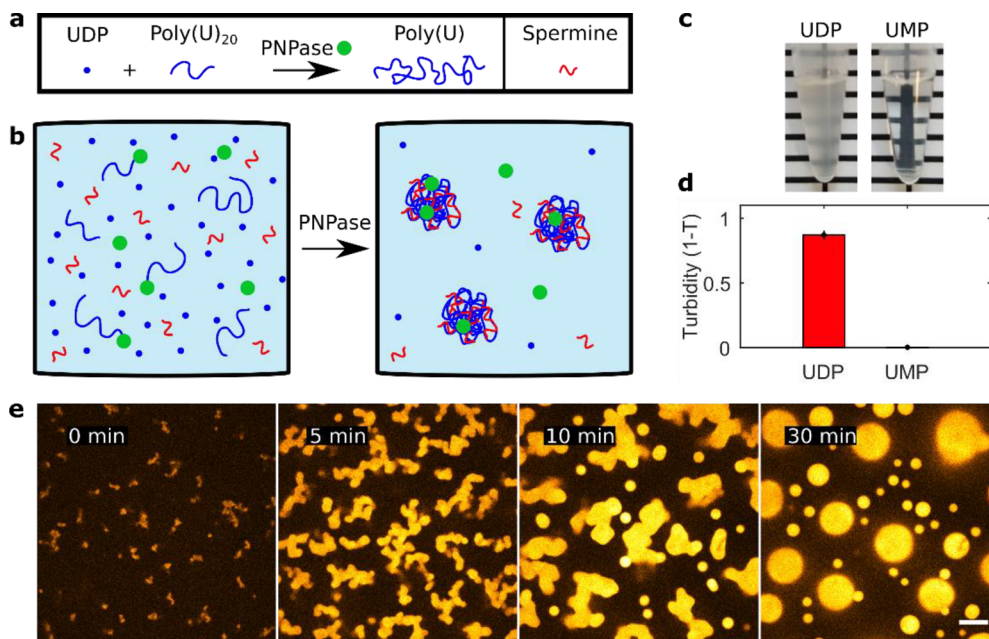 a
UDP Poly(U)20 PNPase Poly(U) Spermine
+
b
PNPase
c
UDP UMP
d
Turbidity (1-T)
1
0.5
0
UDP UMP
e
0 min 5 min 10 min 30 min